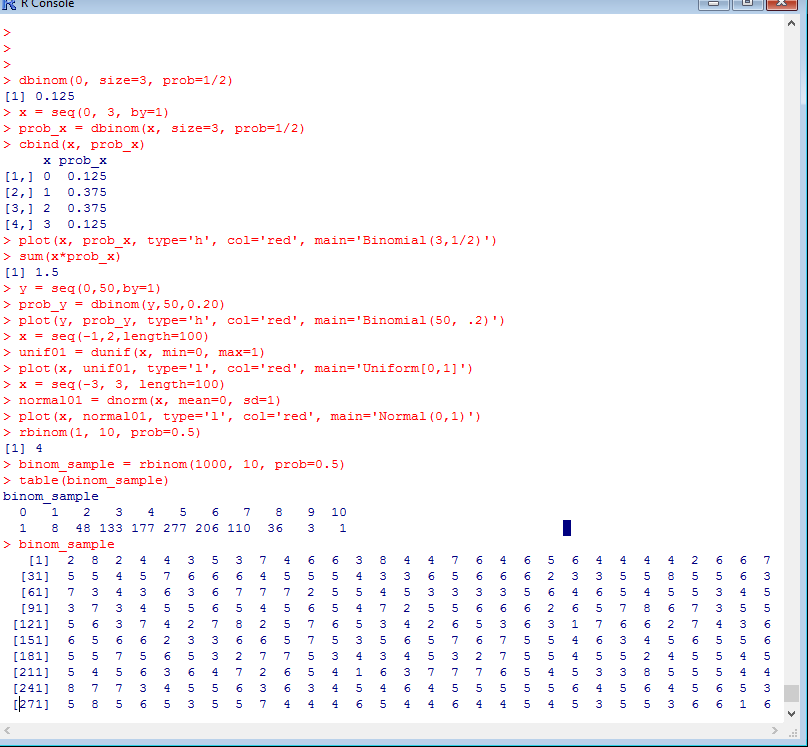 R Console
>
>
>
> dbinom(0, size=3, prob=1/2)
[1] 0.125
> x = seq(0, 3, by=1)
> prob_x = dbinom(x, size=3, prob=1/2)
> cbind(x, prob_x)
     x prob_x
[1,] 0  0.125
[2,] 1  0.375
[3,] 2  0.375
[4,] 3  0.125
> plot(x, prob_x, type='h', col='red', main='Binomial(3,1/2)')
> sum(x*prob_x)
[1] 1.5
> y = seq(0,50,by=1)
> prob_y = dbinom(y,50,0.20)
> plot(y, prob_y, type='h', col='red', main='Binomial(50, .2)')
> x = seq(-1,2,length=100)
> unif01 = dunif(x, min=0, max=1)
> plot(x, unif01, type='l', col='red', main='Uniform[0,1]')
> x = seq(-3, 3, length=100)
> normal01 = dnorm(x, mean=0, sd=1)
> plot(x, normal01, type='l', col='red', main='Normal(0,1)')
> rbinom(1, 10, prob=0.5)
[1] 4
> binom_sample = rbinom(1000, 10, prob=0.5)
> table(binom_sample)
binom_sample
  0   1   2   3   4   5   6   7   8   9  10
  1   8  48 133 177 277 206 110  36   3   1
> binom_sample
   [1]  2  8  2  4  4  3  5  3  7  4  6  6  3  8  4  4  7  6  4  6  5  6  4  4  4  4  2  6  6  7
  [31]  5  5  4  5  7  6  6  6  4  5  5  5  4  3  3  6  5  6  6  6  2  3  3  5  5  8  5  5  6  3
  [61]  7  3  4  3  6  3  6  7  7  7  2  5  5  4  5  3  3  3  3  5  6  4  6  5  4  5  5  3  4  5
  [91]  3  7  3  4  5  5  6  5  4  5  6  5  4  7  2  5  5  6  6  6  2  6  5  7  8  6  7  3  5  5
 [121]  5  6  3  7  4  2  7  8  2  5  7  6  5  3  4  2  6  5  3  6  3  1  7  6  6  2  7  4  3  6
 [151]  6  5  6  6  2  3  3  6  6  5  7  5  3  5  6  5  7  6  7  5  5  4  6  3  4  5  6  5  5  6
 [181]  5  5  7  5  6  5  3  2  7  7  5  3  4  3  4  5  3  2  7  5  5  4  5  5  2  4  5  5  4  5
 [211]  5  4  5  6  3  6  4  7  2  6  5  4  1  6  3  7  7  7  6  5  4  5  3  3  8  5  5  5  4  4
 [241]  8  7  7  3  4  5  5  6  3  6  3  4  5  4  6  4  5  5  5  5  5  6  4  5  6  4  5  6  5  3
 [271]  5  8  5  6  5  3  5  5  7  4  4  4  6  5  4  4  6  4  4  5  4  5  3  5  5  3  6  6  1  6